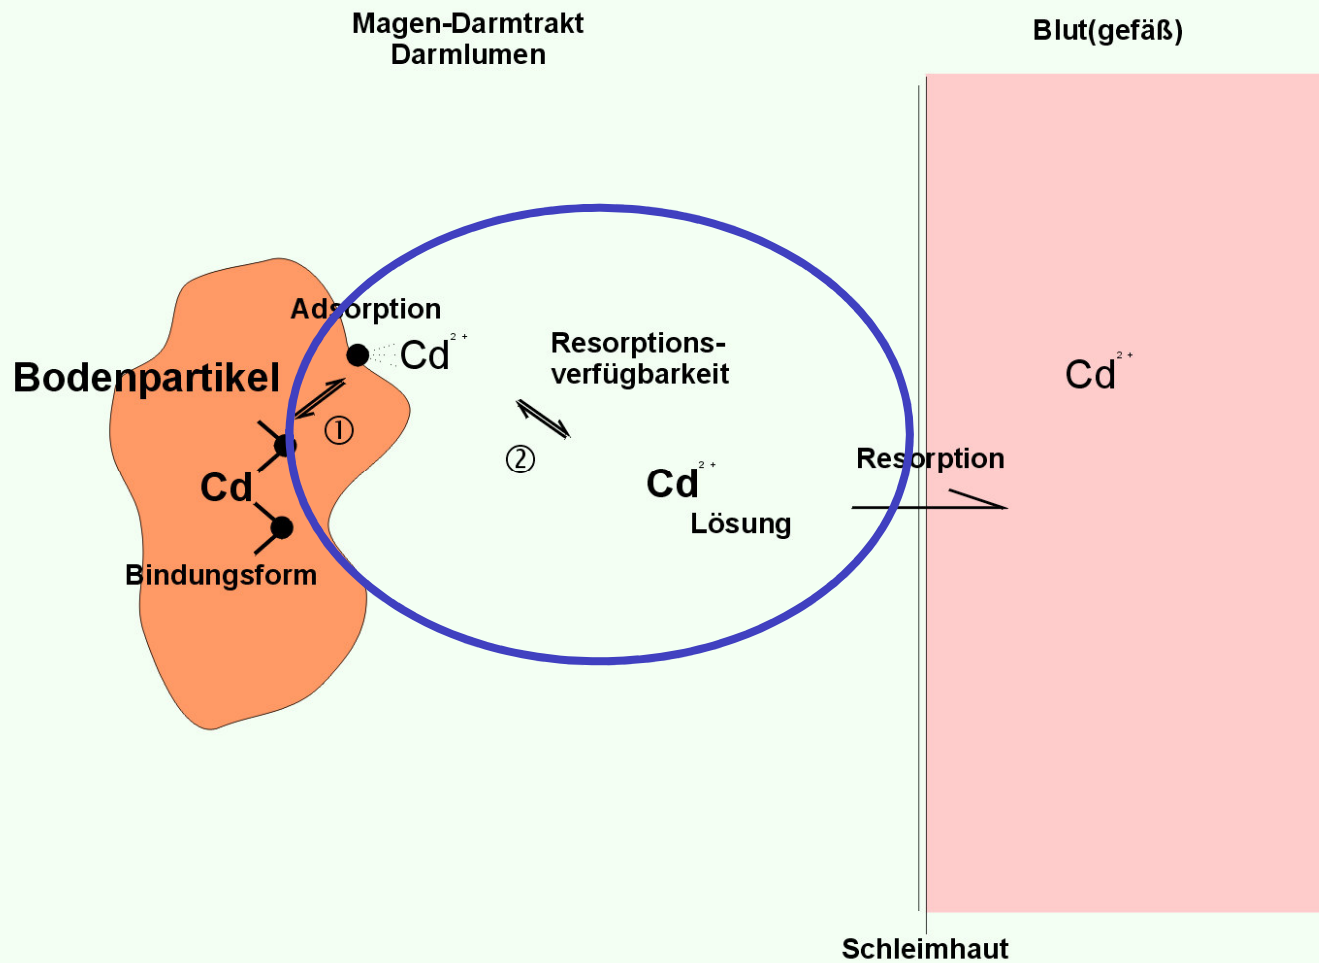 Magen-Darmtrakt
Darmlumen
Blut(gefäß)
Adsorption
Cd2+
Resorptions-
verfügbarkeit
Bodenpartikel
Cd2+
①
②
Resorption
Cd
Cd2+
Lösung
Bindungsform
Schleimhaut